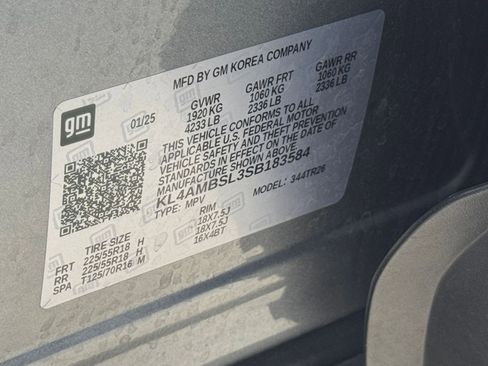 gm
MFD BY GM KOREA COMPANY
01/25
GVWR GAWR FRT GAWR RR
1920 KG 1060 KG 1060 KG
4233 LB 2336 LB 2336 LB
THIS VEHICLE CONFORMS TO ALL
APPLICABLE U.S. FEDERAL MOTOR
VEHICLE SAFETY AND THEFT PREVENTION
STANDARDS IN EFFECT ON THE DATE OF
MANUFACTURE SHOWN ABOVE
KL4AMBSL3SB183584
TYPE: MPV MODEL: 344TR26
TIRE SIZE RIM
FRT 225/55R18 H 18X7.5J
RR 225/55R18 H 18X7.5J
SPA T125/70R16 M 16X4BT